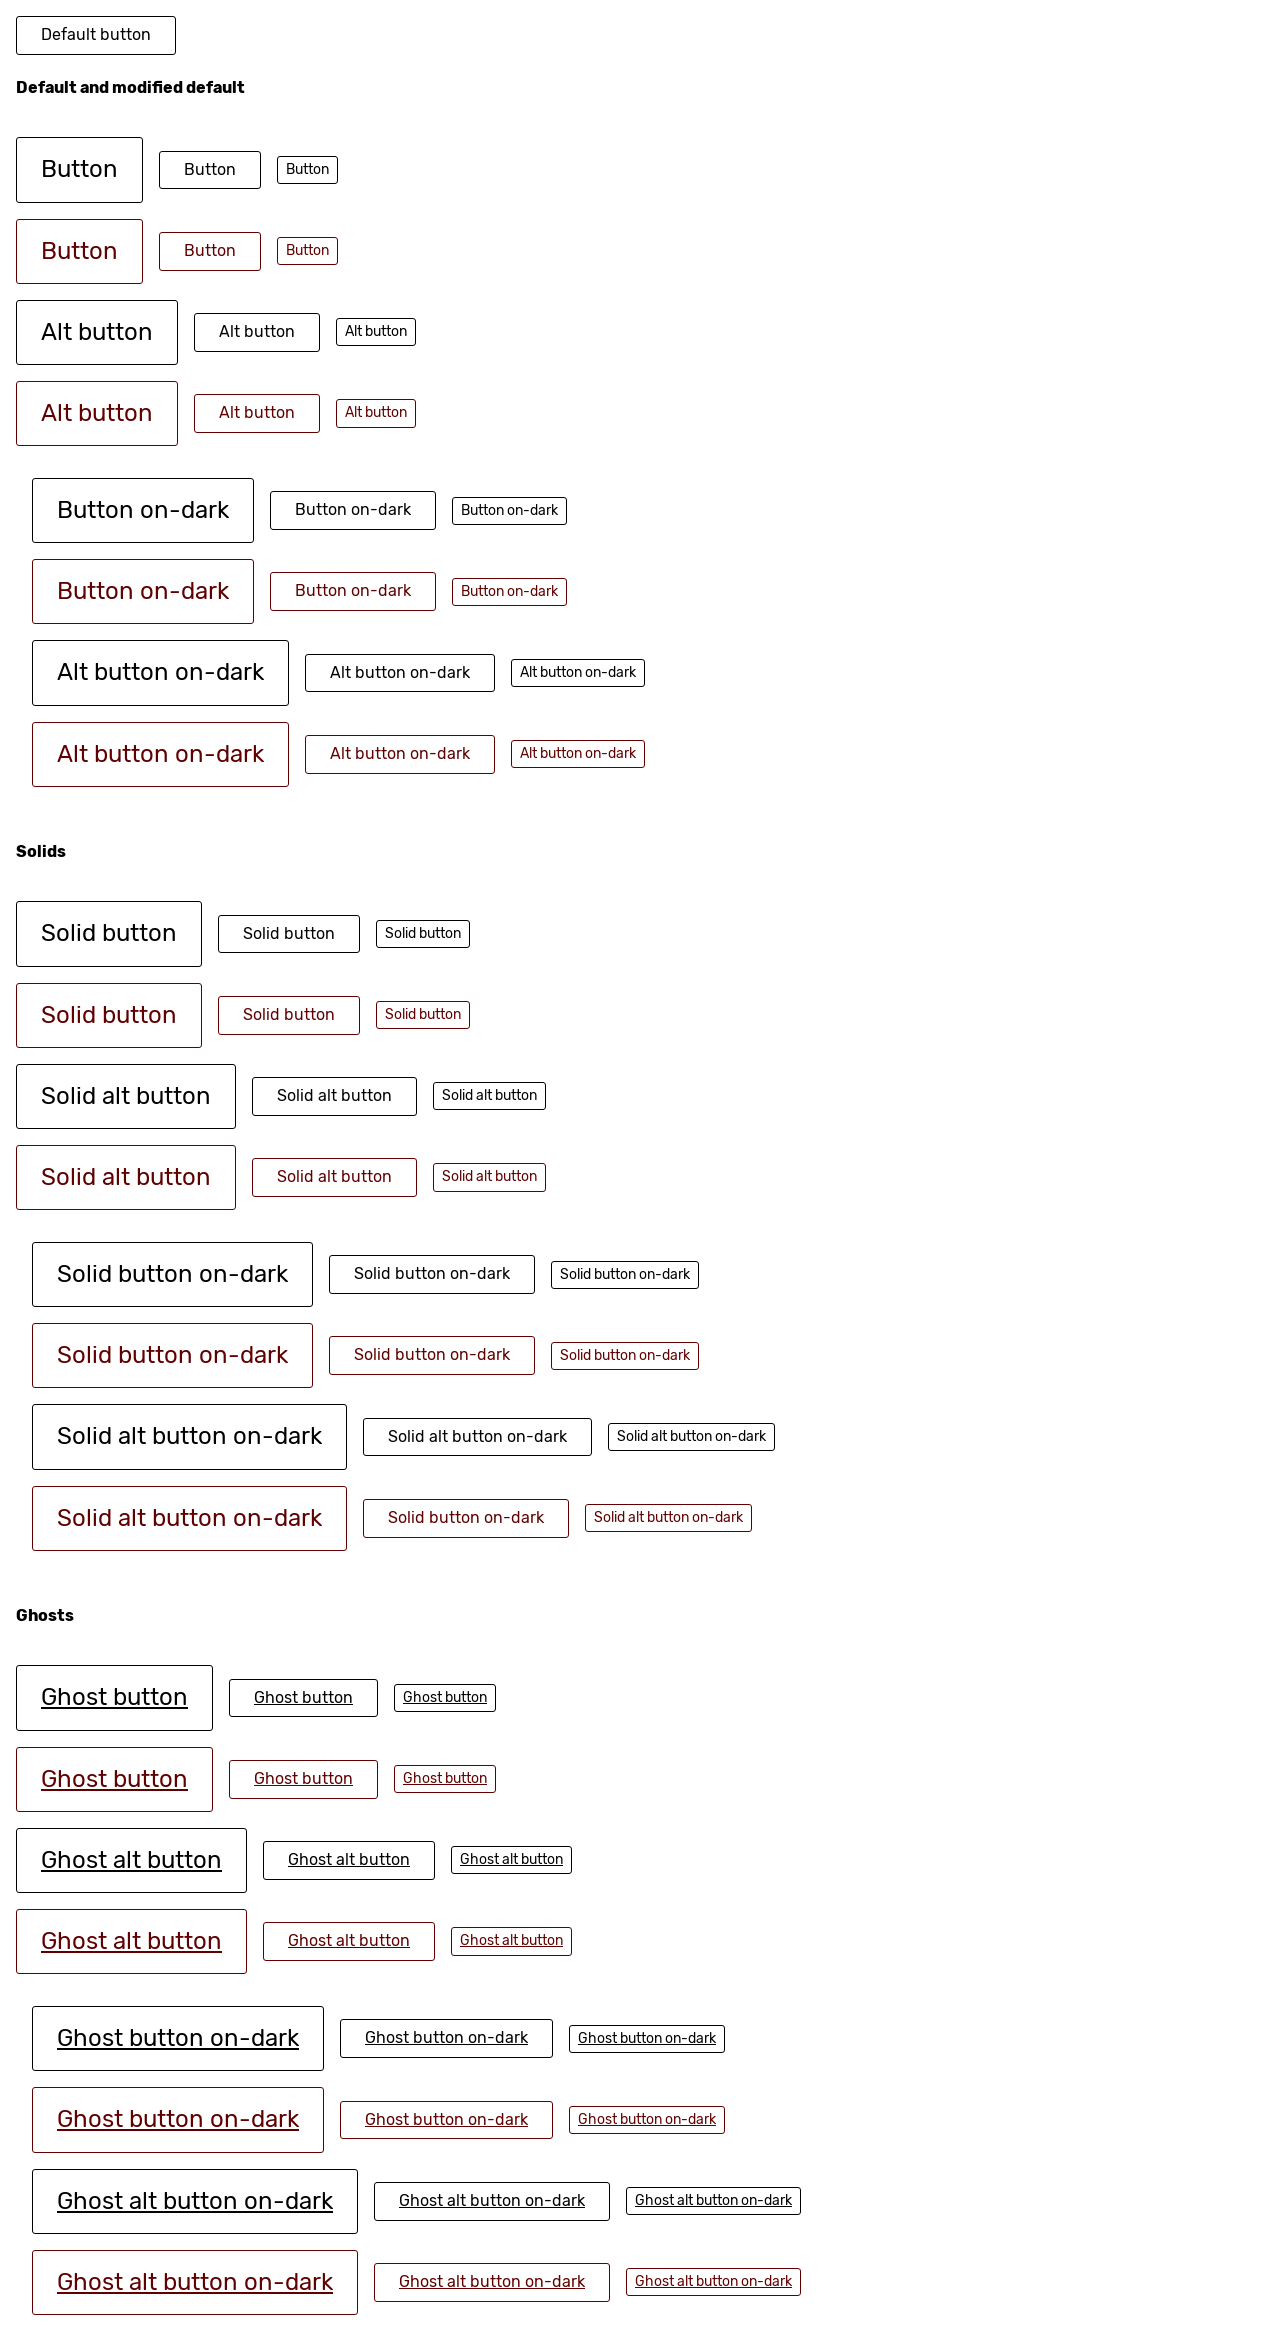 Default button
Default and modified default
Button Button Button
Button Button Button
Alt button Alt button Alt button
Alt button Alt button Alt button
Button on-dark Button on-dark Button on-dark
Button on-dark Button on-dark Button on-dark
Alt button on-dark Alt button on-dark Alt button on-dark
Alt button on-dark Alt button on-dark Alt button on-dark
Solids
Solid button Solid button Solid button
Solid button Solid button Solid button
Solid alt button Solid alt button Solid alt button
Solid alt button Solid alt button Solid alt button
Solid button on-dark Solid button on-dark Solid button on-dark
Solid button on-dark Solid button on-dark Solid button on-dark
Solid alt button on-dark Solid alt button on-dark Solid alt button on-dark
Solid alt button on-dark Solid button on-dark Solid alt button on-dark
Ghosts
Ghost button Ghost button Ghost button
Ghost button Ghost button Ghost button
Ghost alt button Ghost alt button Ghost alt button
Ghost alt button Ghost alt button Ghost alt button
Ghost button on-dark Ghost button on-dark Ghost button on-dark
Ghost button on-dark Ghost button on-dark Ghost button on-dark
Ghost alt button on-dark Ghost alt button on-dark Ghost alt button on-dark
Ghost alt button on-dark Ghost alt button on-dark Ghost alt button on-dark